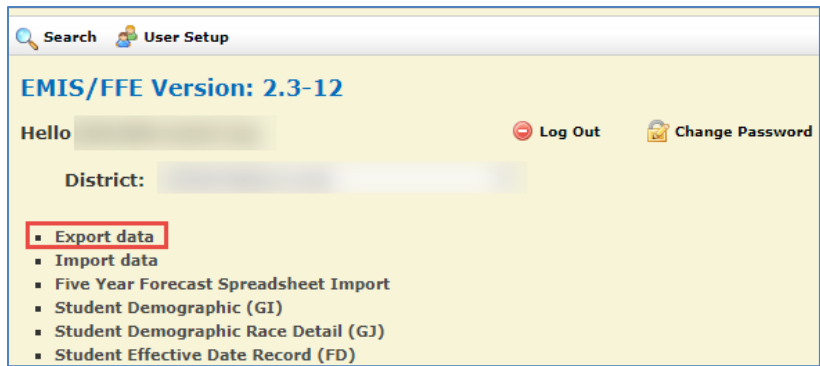 Search User Setup
EMIS/FFE Version: 2.3-12
Hello Log Out Change Password
District:
Export data
Import data
Five Year Forecast Spreadsheet Import
Student Demographic (GI)
Student Demographic Race Detail (GJ)
Student Effective Date Record (FD)